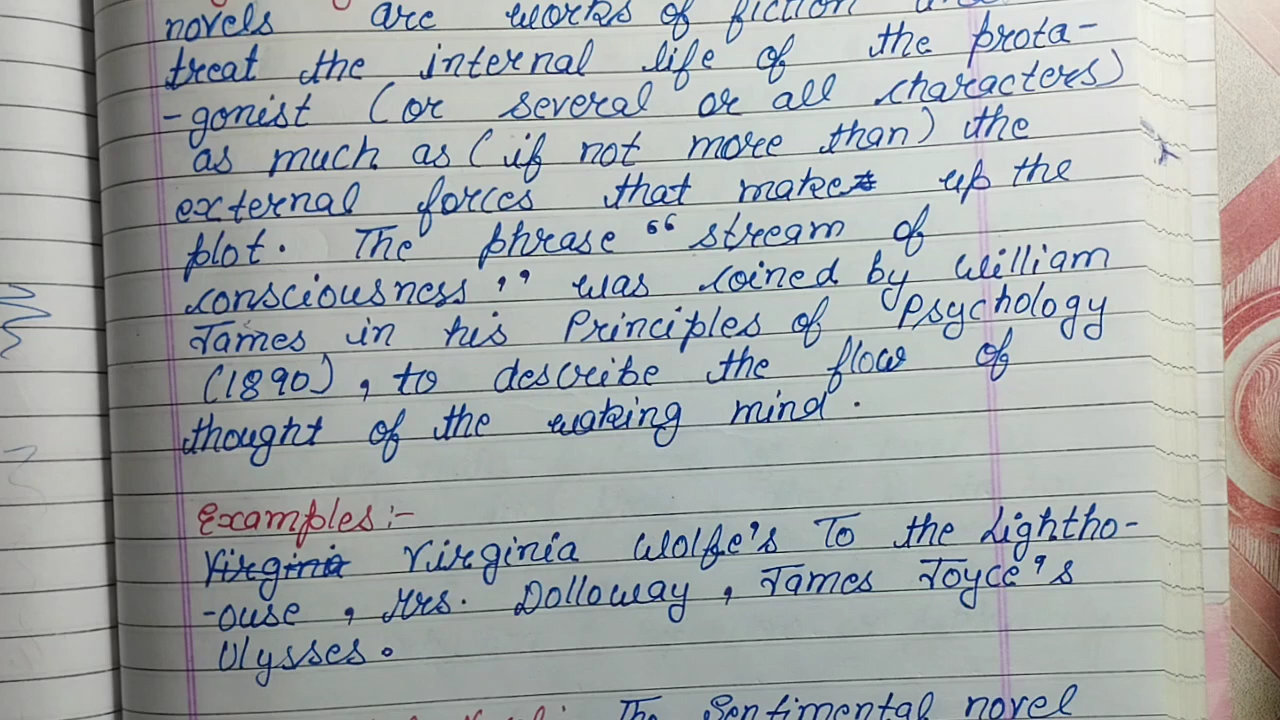 novels are works of fiction
treat the internal life of the prota-
-gonist (or several or all characters)
as much as (if not more than) the
external forces that make up the
plot. The phrase “ stream of
consciousness ” was coined by William
James in his Principles of Psychology
(1890), to describe the flow of
thought of the waking mind.
Examples :-
Virginia Virginia Wolfe's To the Lightho-
-ouse, Mrs. Dolloway, James Joyce's
Ulysses.
The Sentimental novel